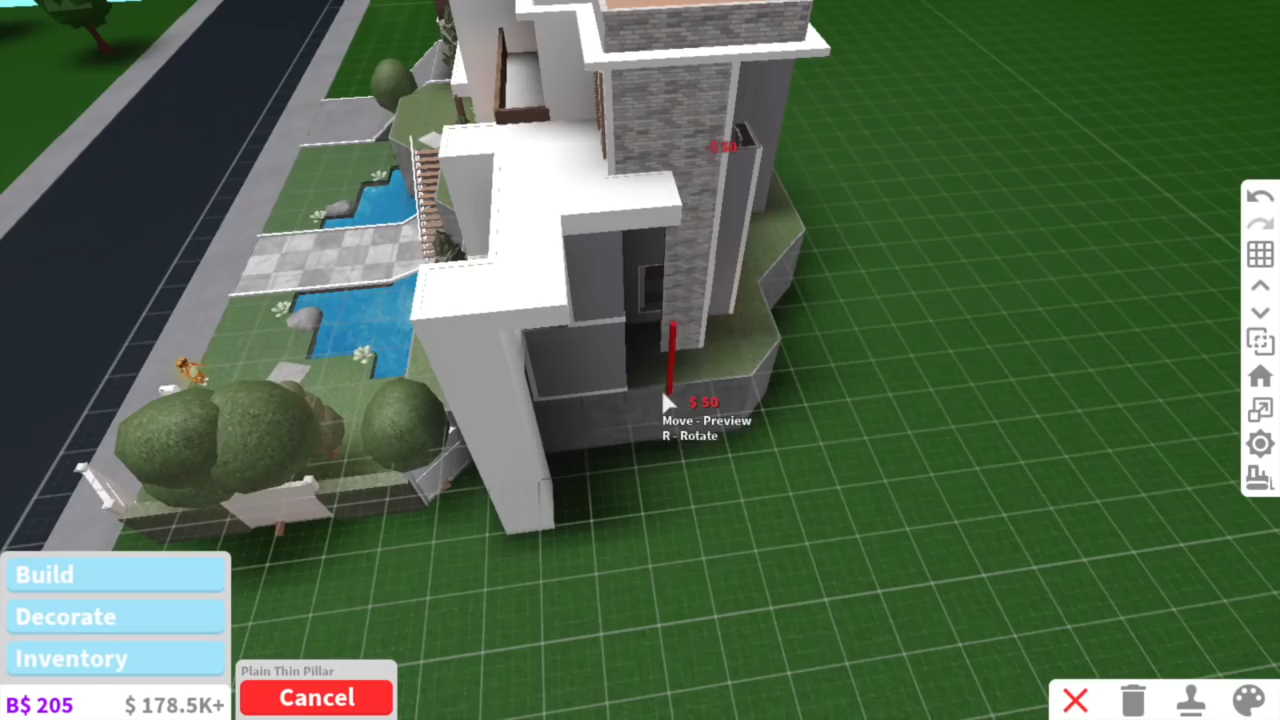 $ 50
$ 50
Move - Preview
R - Rotate
Build
Decorate
Inventory
B$ 205
$ 178.5K+
Plain Thin Pillar
Cancel